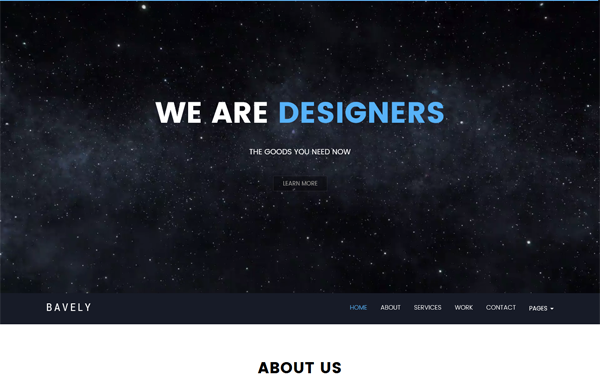 WE ARE DESIGNERS
THE GOODS YOU NEED NOW
LEARN MORE
BAVELY HOME ABOUT SERVICES WORK CONTACT PAGES
ABOUT US